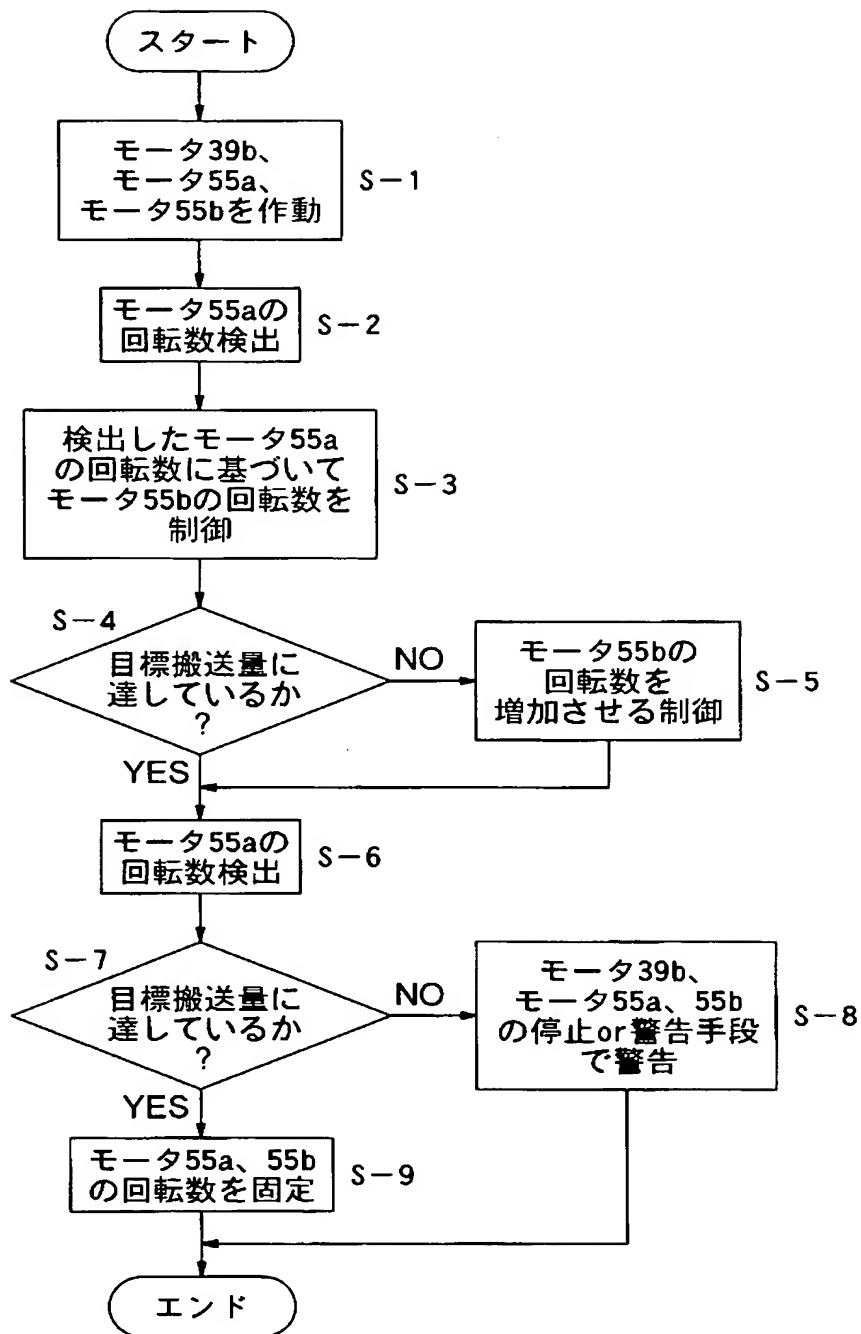 スタート
モータ39b、
モータ55a、
モータ55bを作動
S-1
モータ55aの
回転数検出
S-2
検出したモータ55a
の回転数に基づいて
モータ55bの回転数を
制御
S-3
S-4
目標搬送量に
達しているか
?
NO
YES
モータ55bの
回転数を
増加させる制御
S-5
モータ55aの
回転数検出
S-6
S-7
目標搬送量に
達しているか
?
NO
YES
モータ39b、
モータ55a、55b
の停止or警告手段
で警告
S-8
モータ55a、55b
の回転数を固定
S-9
エンド